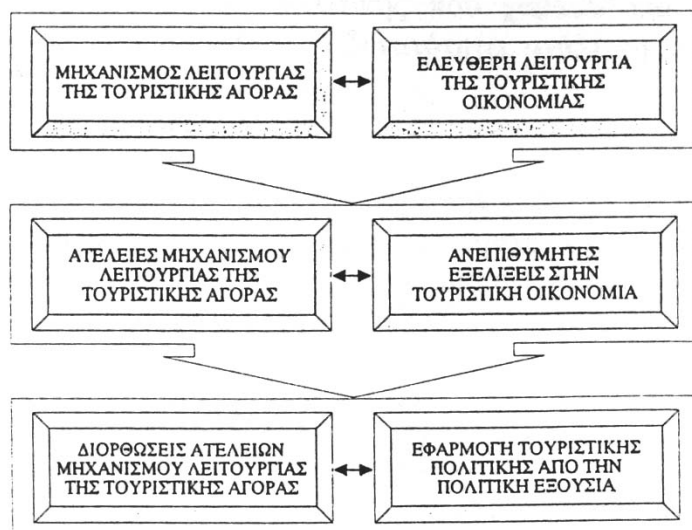 ΜΗΧΑΝΙΣΜΟΣ ΛΕΙΤΟΥΡΓΙΑΣ
ΤΗΣ ΤΟΥΡΙΣΤΙΚΗΣ ΑΓΟΡΑΣ
ΕΛΕΥΘΕΡΗ ΛΕΙΤΟΥΡΓΙΑ
ΤΗΣ ΤΟΥΡΙΣΤΙΚΗΣ
ΟΙΚΟΝΟΜΙΑΣ
ΑΤΕΛΕΙΕΣ ΜΗΧΑΝΙΣΜΟΥ
ΛΕΙΤΟΥΡΓΙΑΣ ΤΗΣ
ΤΟΥΡΙΣΤΙΚΗΣ ΑΓΟΡΑΣ
ΑΝΕΠΙΘΥΜΗΤΕΣ
ΕΞΕΛΙΞΕΙΣ ΣΤΗΝ
ΤΟΥΡΙΣΤΙΚΗ ΟΙΚΟΝΟΜΙΑ
ΔΙΟΡΘΩΣΕΙΣ ΑΤΕΛΕΙΩΝ
ΜΗΧΑΝΙΣΜΟΥ ΛΕΙΤΟΥΡΓΙΑΣ
ΤΗΣ ΤΟΥΡΙΣΤΙΚΗΣ ΑΓΟΡΑΣ
ΕΦΑΡΜΟΓΗ ΤΟΥΡΙΣΤΙΚΗΣ
ΠΟΛΙΤΙΚΗΣ ΑΠΟ ΤΗΝ
ΠΟΛΙΤΙΚΗ ΕΞΟΥΣΙΑ